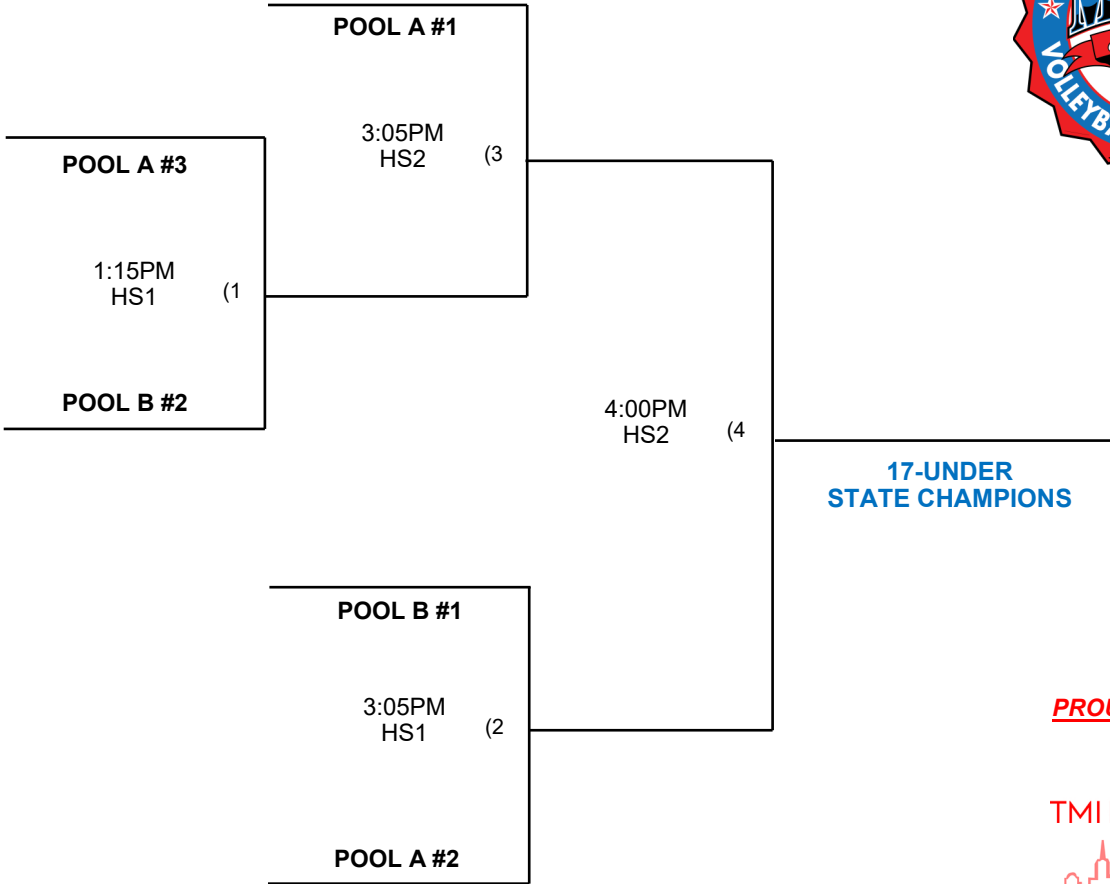 POOL A #1
3:05PM
HS2 (3
POOL A #3
1:15PM
HS1 (1
POOL B #2
4:00PM
HS2 (4
17-UNDER
STATE CHAMPIONS
POOL B #1
3:05PM
HS1 (2
POOL A #2
TMI